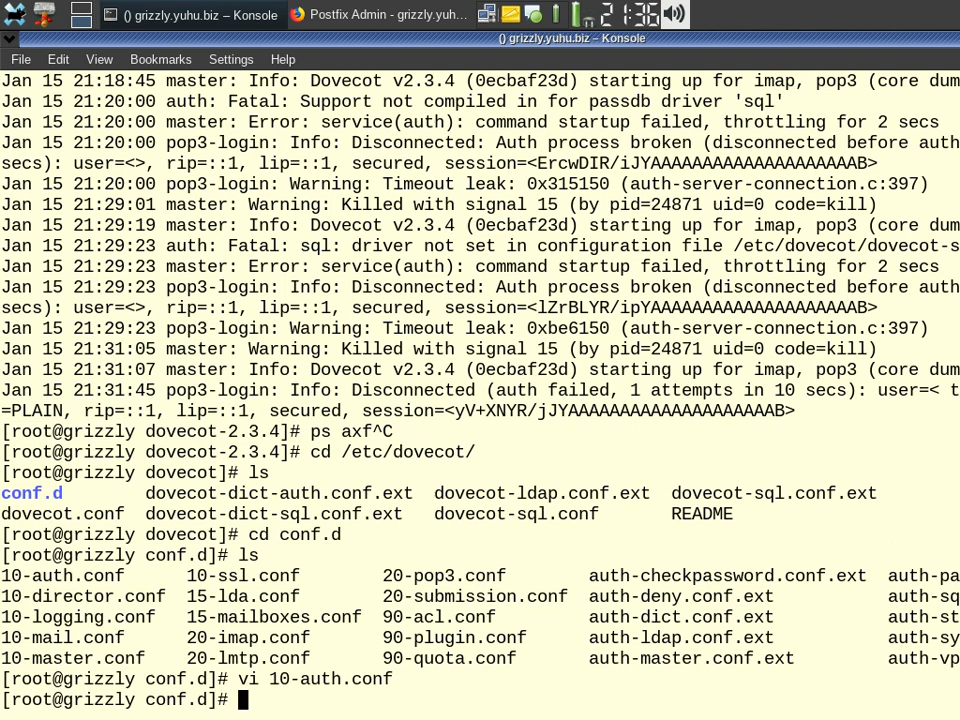 () grizzly.yuhu.biz – Konsole
Postfix Admin - grizzly.yuh...
21:36
() grizzly.yuhu.biz – Konsole
File Edit View Bookmarks Settings Help
Jan 15 21:18:45 master: Info: Dovecot v2.3.4 (0ecbaf23d) starting up for imap, pop3 (core dum
Jan 15 21:20:00 auth: Fatal: Support not compiled in for passdb driver 'sql'
Jan 15 21:20:00 master: Error: service(auth): command startup failed, throttling for 2 secs
Jan 15 21:20:00 pop3-login: Info: Disconnected: Auth process broken (disconnected before auth
secs): user=<>, rip=::1, lip=::1, secured, session=<ErcwDIR/iJYAAAAAAAAAAAAAAAAAAAAB>
Jan 15 21:20:00 pop3-login: Warning: Timeout leak: 0x315150 (auth-server-connection.c:397)
Jan 15 21:29:01 master: Warning: Killed with signal 15 (by pid=24871 uid=0 code=kill)
Jan 15 21:29:19 master: Info: Dovecot v2.3.4 (0ecbaf23d) starting up for imap, pop3 (core dum
Jan 15 21:29:23 auth: Fatal: sql: driver not set in configuration file /etc/dovecot/dovecot-s
Jan 15 21:29:23 master: Error: service(auth): command startup failed, throttling for 2 secs
Jan 15 21:29:23 pop3-login: Info: Disconnected: Auth process broken (disconnected before auth
secs): user=<>, rip=::1, lip=::1, secured, session=<lZrBLYR/ipYAAAAAAAAAAAAAAAAAAAAB>
Jan 15 21:29:23 pop3-login: Warning: Timeout leak: 0xbe6150 (auth-server-connection.c:397)
Jan 15 21:31:05 master: Warning: Killed with signal 15 (by pid=24871 uid=0 code=kill)
Jan 15 21:31:07 master: Info: Dovecot v2.3.4 (0ecbaf23d) starting up for imap, pop3 (core dum
Jan 15 21:31:45 pop3-login: Info: Disconnected (auth failed, 1 attempts in 10 secs): user=< t
=PLAIN, rip=::1, lip=::1, secured, session=<yV+XNYR/jJYAAAAAAAAAAAAAAAAAAAAB>
[root@grizzly dovecot-2.3.4]# ps axf^C
[root@grizzly dovecot-2.3.4]# cd /etc/dovecot/
[root@grizzly dovecot]# ls
conf.d dovecot-dict-auth.conf.ext dovecot-ldap.conf.ext dovecot-sql.conf.ext
dovecot.conf dovecot-dict-sql.conf.ext dovecot-sql.conf README
[root@grizzly dovecot]# cd conf.d
[root@grizzly conf.d]# ls
10-auth.conf 10-ssl.conf 20-pop3.conf auth-checkpassword.conf.ext auth-pa
10-director.conf 15-lda.conf 20-submission.conf auth-deny.conf.ext auth-sq
10-logging.conf 15-mailboxes.conf 90-acl.conf auth-dict.conf.ext auth-st
10-mail.conf 20-imap.conf 90-plugin.conf auth-ldap.conf.ext auth-sy
10-master.conf 20-lmtp.conf 90-quota.conf auth-master.conf.ext auth-vp
[root@grizzly conf.d]# vi 10-auth.conf
[root@grizzly conf.d]#